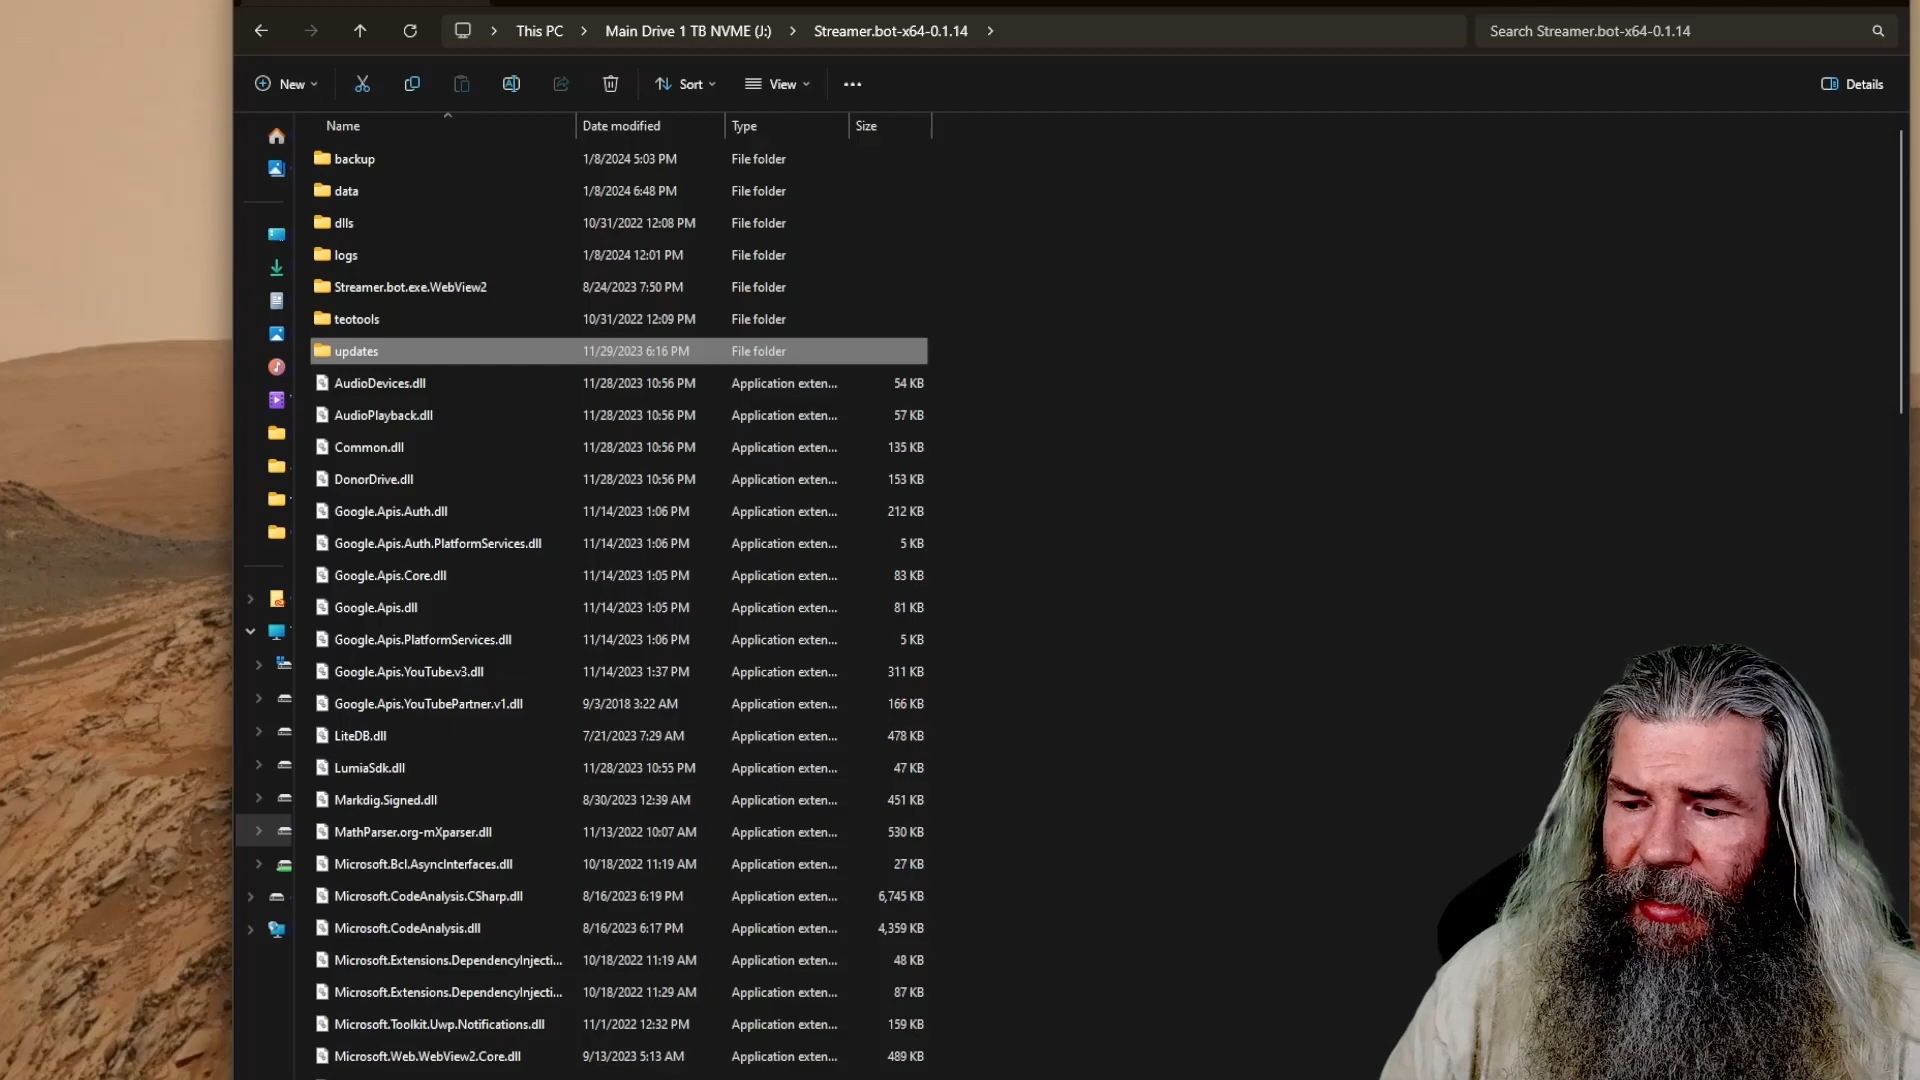 This PC > Main Drive 1 TB NVME (J:) > Streamer.bot-x64-0.1.14 >
Search Streamer.bot-x64-0.1.14
New Sort View ••• Details
Name Date modified Type Size
backup 1/8/2024 5:03 PM File folder
data 1/8/2024 6:48 PM File folder
dlls 10/31/2022 12:08 PM File folder
logs 1/8/2024 12:01 PM File folder
Streamer.bot.exe.WebView2 8/24/2023 7:50 PM File folder
teotools 10/31/2022 12:09 PM File folder
updates 11/29/2023 6:16 PM File folder
AudioDevices.dll 11/28/2023 10:56 PM Application exten... 54 KB
AudioPlayback.dll 11/28/2023 10:56 PM Application exten... 57 KB
Common.dll 11/28/2023 10:56 PM Application exten... 135 KB
DonorDrive.dll 11/28/2023 10:56 PM Application exten... 153 KB
Google.Apis.Auth.dll 11/14/2023 1:06 PM Application exten... 212 KB
Google.Apis.Auth.PlatformServices.dll 11/14/2023 1:06 PM Application exten... 5 KB
Google.Apis.Core.dll 11/14/2023 1:05 PM Application exten... 83 KB
Google.Apis.dll 11/14/2023 1:05 PM Application exten... 81 KB
Google.Apis.PlatformServices.dll 11/14/2023 1:06 PM Application exten... 5 KB
Google.Apis.YouTube.v3.dll 11/14/2023 1:37 PM Application exten... 311 KB
Google.Apis.YouTubePartner.v1.dll 9/3/2018 3:22 AM Application exten... 166 KB
LiteDB.dll 7/21/2023 7:29 AM Application exten... 478 KB
LumiaSdk.dll 11/28/2023 10:55 PM Application exten... 47 KB
Markdig.Signed.dll 8/30/2023 12:39 AM Application exten... 451 KB
MathParser.org-mXparser.dll 11/13/2022 10:07 AM Application exten... 530 KB
Microsoft.Bcl.AsyncInterfaces.dll 10/18/2022 11:19 AM Application exten... 27 KB
Microsoft.CodeAnalysis.CSharp.dll 8/16/2023 6:19 PM Application exten... 6,745 KB
Microsoft.CodeAnalysis.dll 8/16/2023 6:17 PM Application exten... 4,359 KB
Microsoft.Extensions.DependencyInjecti... 10/18/2022 11:19 AM Application exten... 48 KB
Microsoft.Extensions.DependencyInjecti... 10/18/2022 11:29 AM Application exten... 87 KB
Microsoft.Toolkit.Uwp.Notifications.dll 11/1/2022 12:32 PM Application exten... 159 KB
Microsoft.Web.WebView2.Core.dll 9/13/2023 5:13 AM Application exten... 489 KB